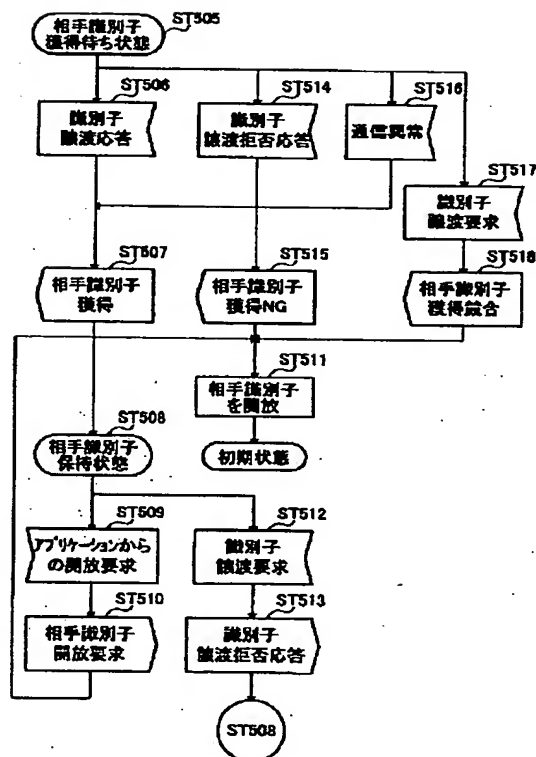 ST505
相手識別子
獲得待ち状態
ST506
識別子
譲渡応答
ST514
識別子
譲渡拒否応答
ST516
通信異常
ST517
識別子
譲渡要求
ST507
相手識別子
獲得
ST515
相手識別子
獲得NG
ST518
相手識別子
獲得競合
ST511
相手識別子
を開放
初期状態
ST508
相手識別子
保持状態
ST509
アプリケーションから
の開放要求
ST512
識別子
譲渡要求
ST510
相手識別子
開放要求
ST513
識別子
譲渡拒否応答
ST508